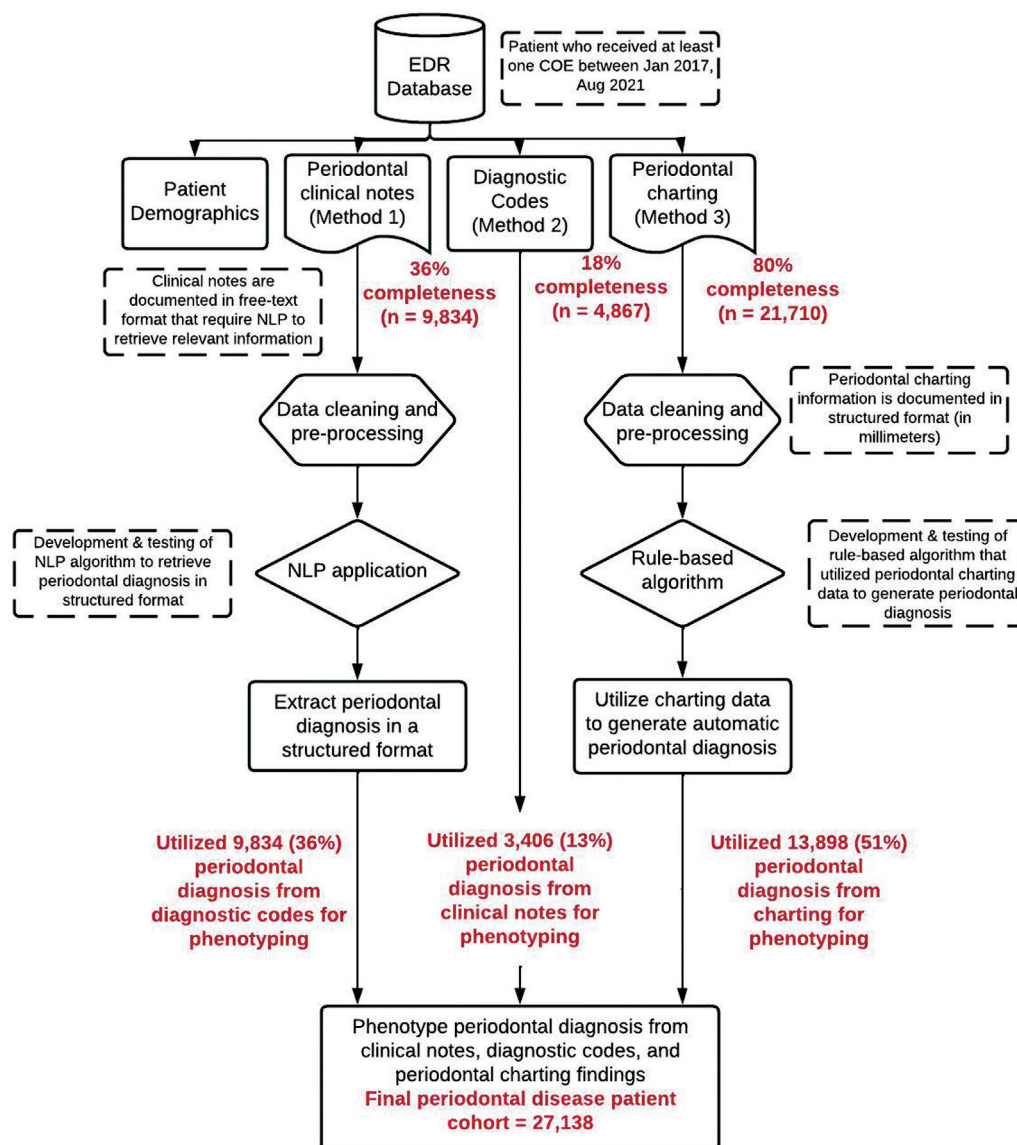 EDR
Database
Patient who received at least
one COE between Jan 2017,
Aug 2021
Patient
Demographics
Periodontal
clinical notes
(Method 1)
Diagnostic
Codes
(Method 2)
Periodontal
charting
(Method 3)
Clinical notes are
documented in free-text
format that require NLP to
retrieve relevant information
36%
completeness
(n = 9,834)
18%
completeness
(n = 4,867)
80%
completeness
(n = 21,710)
Data cleaning and
pre-processing
Data cleaning and
pre-processing
Periodontal charting
information is documented in
structured format (in
millimeters)
Development & testing of
NLP algorithm to retrieve
periodontal diagnosis in
structured format
NLP application
Rule-based
algorithm
Development & testing of
rule-based algorithm that
utilized periodontal charting
data to generate periodontal
diagnosis
Extract periodontal
diagnosis in a
structured format
Utilize charting data
to generate automatic
periodontal diagnosis
Utilized 9,834 (36%)
periodontal
diagnosis from
diagnostic codes for
phenotyping
Utilized 3,406 (13%)
periodontal
diagnosis from
clinical notes for
phenotyping
Utilized 13,898 (51%)
periodontal
diagnosis from
charting for
phenotyping
Phenotype periodontal diagnosis from
clinical notes, diagnostic codes, and
periodontal charting findings
Final periodontal disease patient
cohort = 27,138